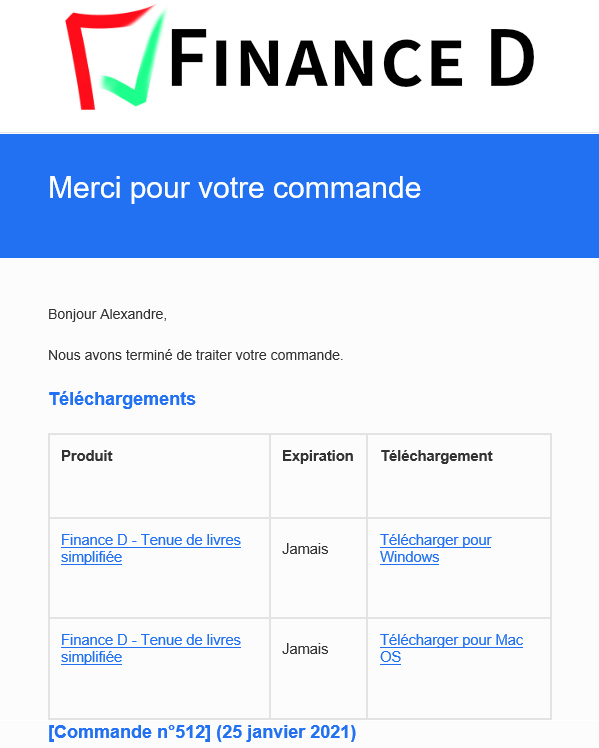 FINANCE D
Merci pour votre commande
Bonjour Alexandre,
Nous avons terminé de traiter votre commande.
Téléchargements
Produit Expiration Téléchargement
Finance D - Tenue de livres
simplifiée
Jamais
Télécharger pour
Windows
Finance D - Tenue de livres
simplifiée
Jamais
Télécharger pour Mac
OS
[Commande n°512] (25 janvier 2021)